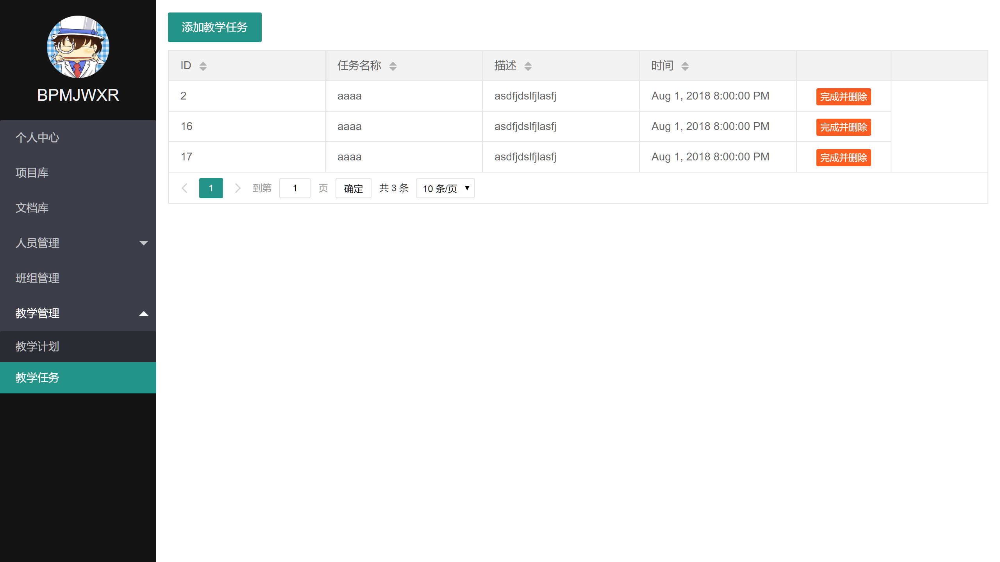 BPMJWXR
个人中心
项目库
文档库
人员管理
班组管理
教学管理
教学计划
教学任务
添加教学任务
ID 任务名称 描述 时间
2 aaaa asdfjdslfjlasfj Aug 1, 2018 8:00:00 PM 完成并删除
16 aaaa asdfjdslfjlasfj Aug 1, 2018 8:00:00 PM 完成并删除
17 aaaa asdfjdslfjlasfj Aug 1, 2018 8:00:00 PM 完成并删除
1 到第 1 页 确定 共 3 条 10 条/页